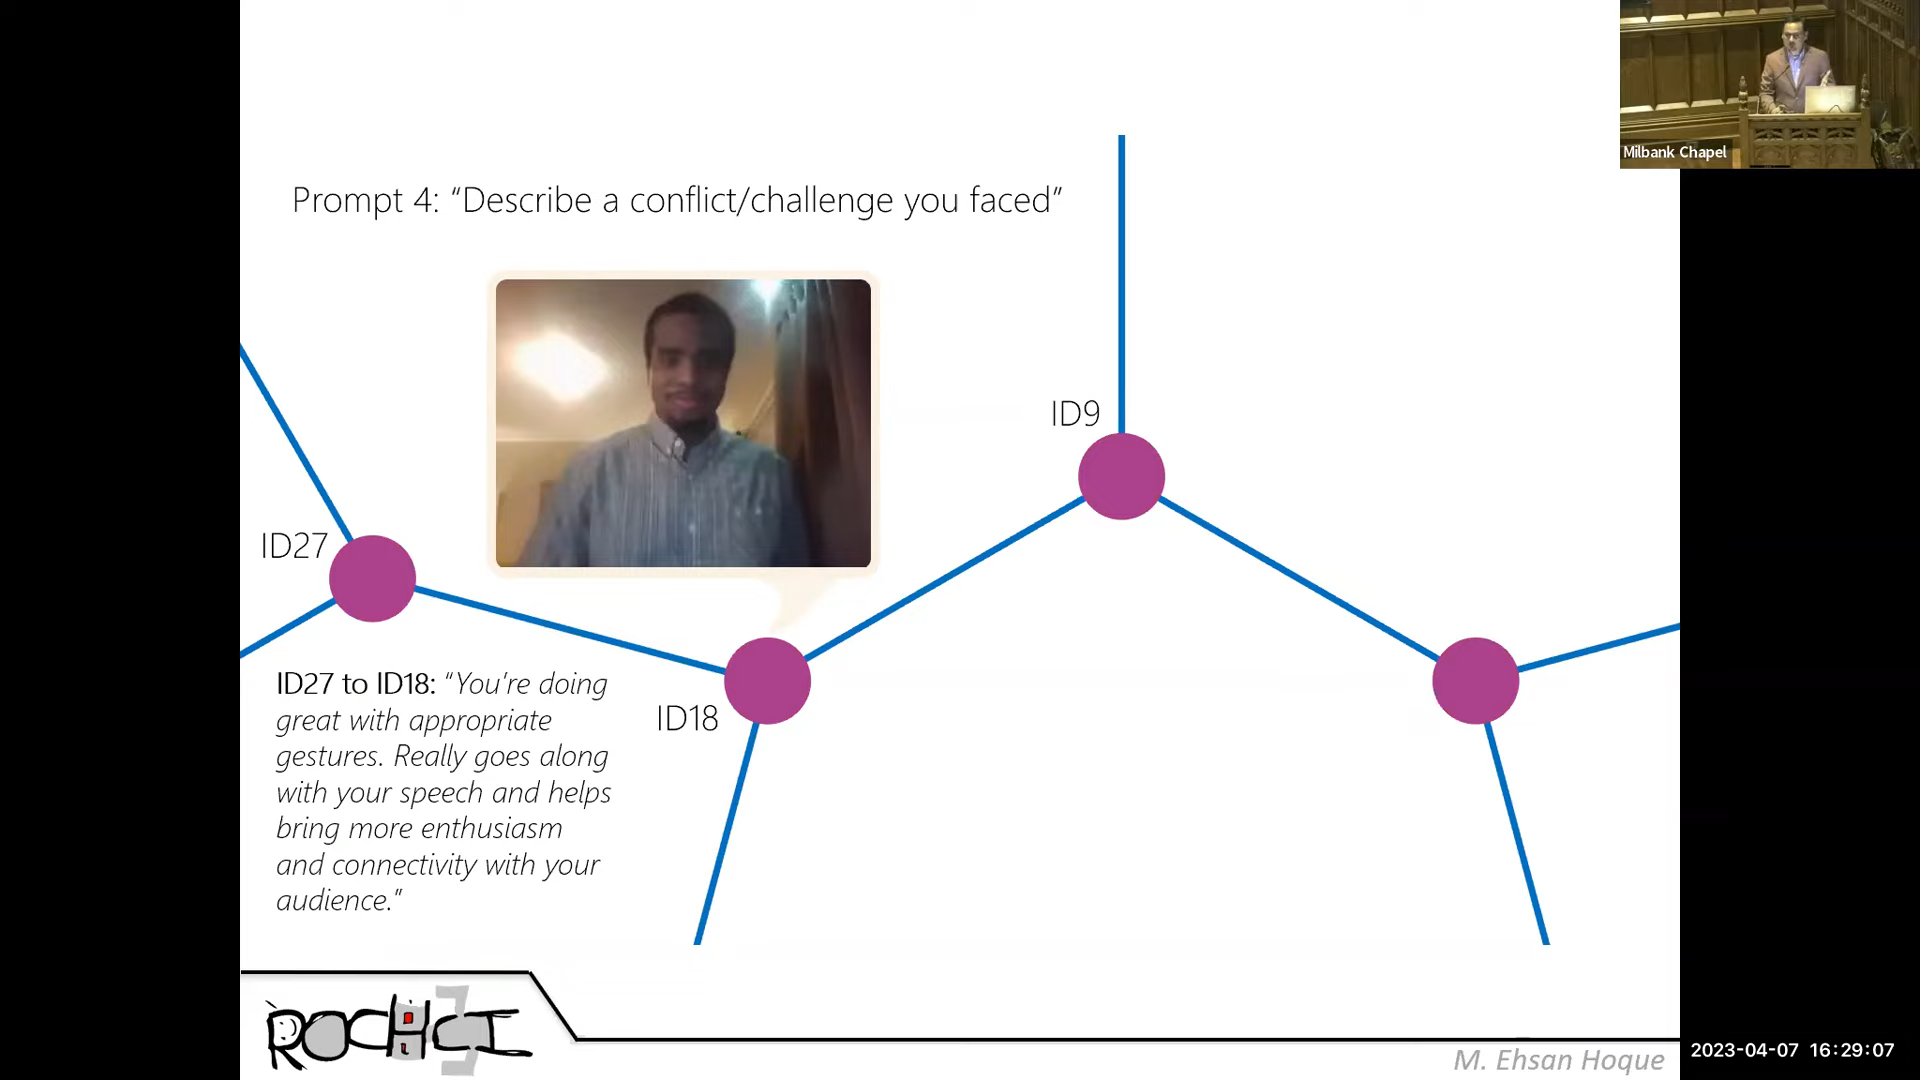 Milbank Chapel
Prompt 4: “Describe a conflict/challenge you faced”
ID9
ID27
ID27 to ID18: “You're doing
great with appropriate
gestures. Really goes along
with your speech and helps
bring more enthusiasm
and connectivity with your
audience.”
ID18
ROCHCI
M. Ehsan Hoque
2023-04-07 16:29:07